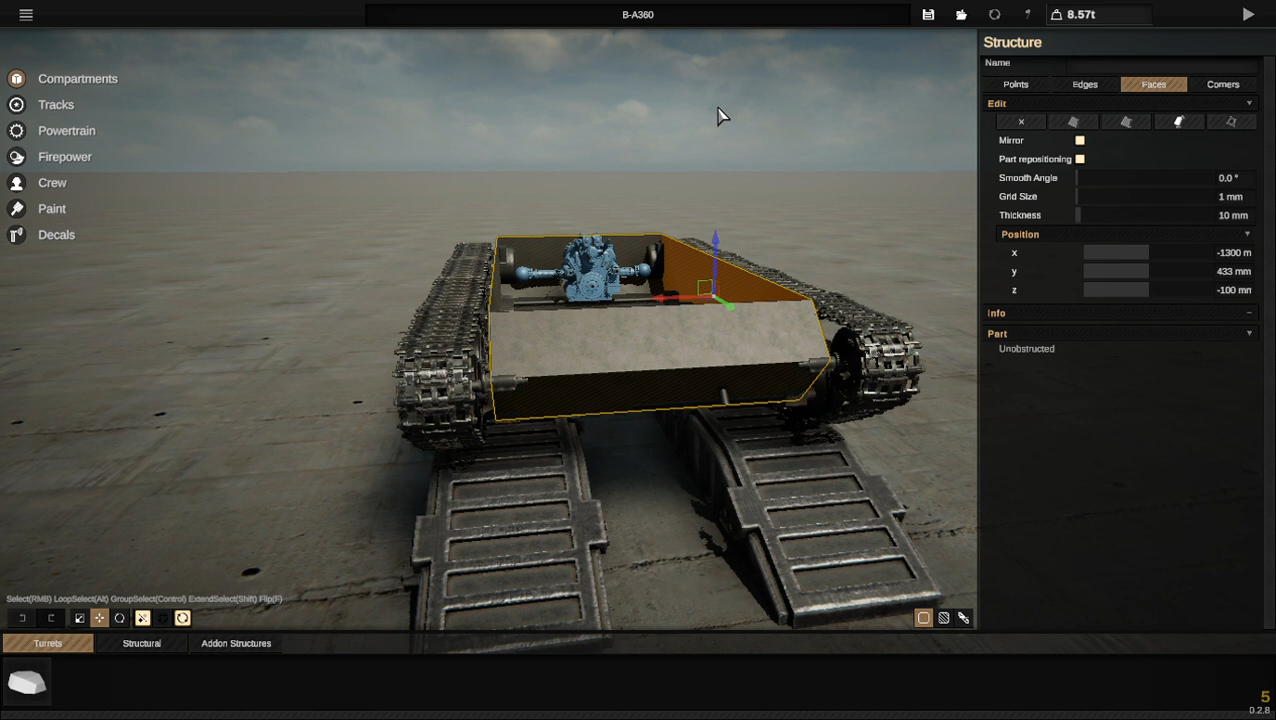 B-A360
8.57t
Structure
Name
Compartments
Points
Edges
Faces
Corners
Tracks
Edit
Powertrain
Mirror
Firepower
Part repositioning
Crew
Smooth Angle
0.0 °
Grid Size
1 mm
Paint
Thickness
10 mm
Decals
Position
x
-1300 m
y
433 mm
z
-100 mm
Info
Part
Unobstructed
Select(RMB) LoopSelect(Alt) GroupSelect(Control) ExtendSelect(Shift) Flip(F)
Turrets
Structural
Addon Structures
5
0.2.8